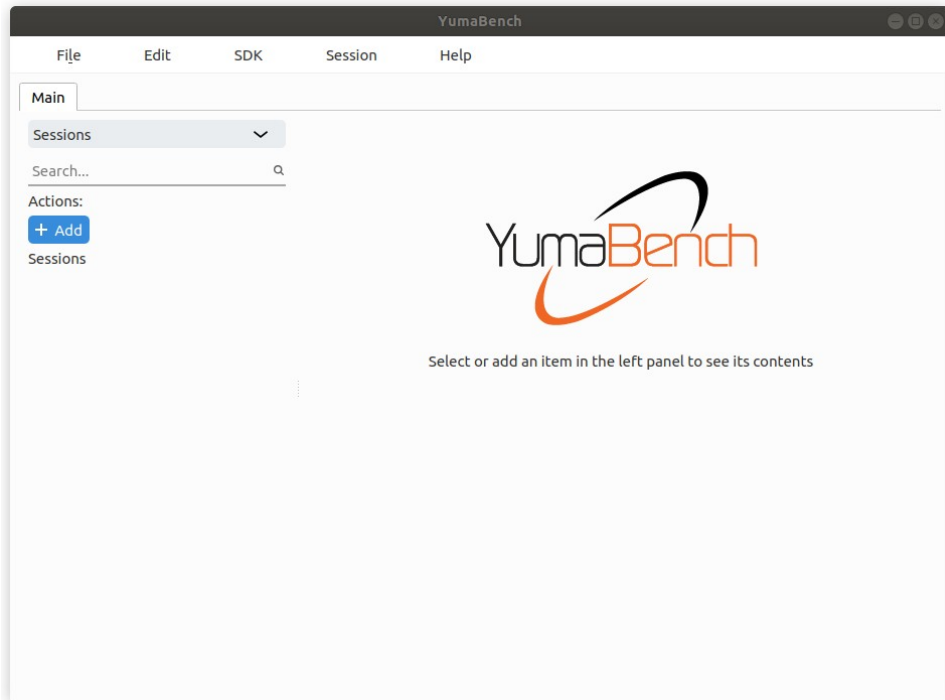 YumaBench
File Edit SDK Session Help
Main
Sessions
Search...
Actions:
+ Add
Sessions
YumaBench
Select or add an item in the left panel to see its contents